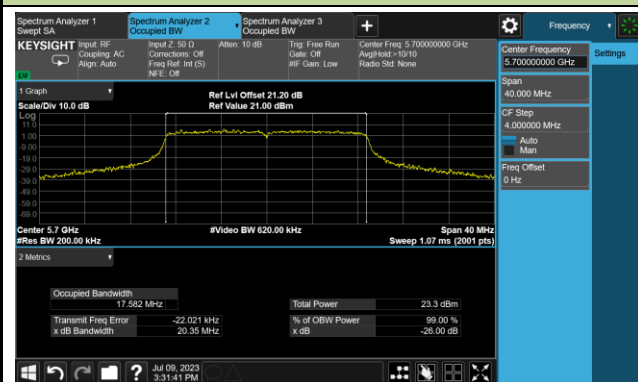 Spectrum Analyzer 1
Swept SA
Spectrum Analyzer 2
Occupied BW
Spectrum Analyzer 3
Occupied BW
+
Frequency
KEYSIGHT
Input: RF
Coupling: AC
Align: Auto
Input Z: 50 Ω
Corrections: Off
Freq Ref: Int (S)
NFE: Off
Atten: 10 dB
Trig: Free Run
Gate: Off
#IF Gain: Low
Center Freq: 5.700000000 GHz
Avg|Hold:>10/10
Radio Std: None
Center Frequency
5.700000000 GHz
Settings
Span
40.000 MHz
CF Step
4.000000 MHz
Auto
Man
Freq Offset
0 Hz
1 Graph
Scale/Div 10.0 dB
Ref Lvl Offset 21.20 dB
Ref Value 21.00 dBm
Log
11.0
1.00
-9.00
-19.0
-29.0
-39.0
-49.0
-59.0
-69.0
Center 5.7 GHz
#Res BW 200.00 kHz
#Video BW 620.00 kHz
Span 40 MHz
Sweep 1.07 ms (2001 pts)
2 Metrics
Occupied Bandwidth
17.582 MHz
Total Power 23.3 dBm
Transmit Freq Error -22.021 kHz
% of OBW Power 99.00 %
x dB Bandwidth 20.35 MHz
x dB -26.00 dB
?
Jul 09, 2023
3:31:41 PM